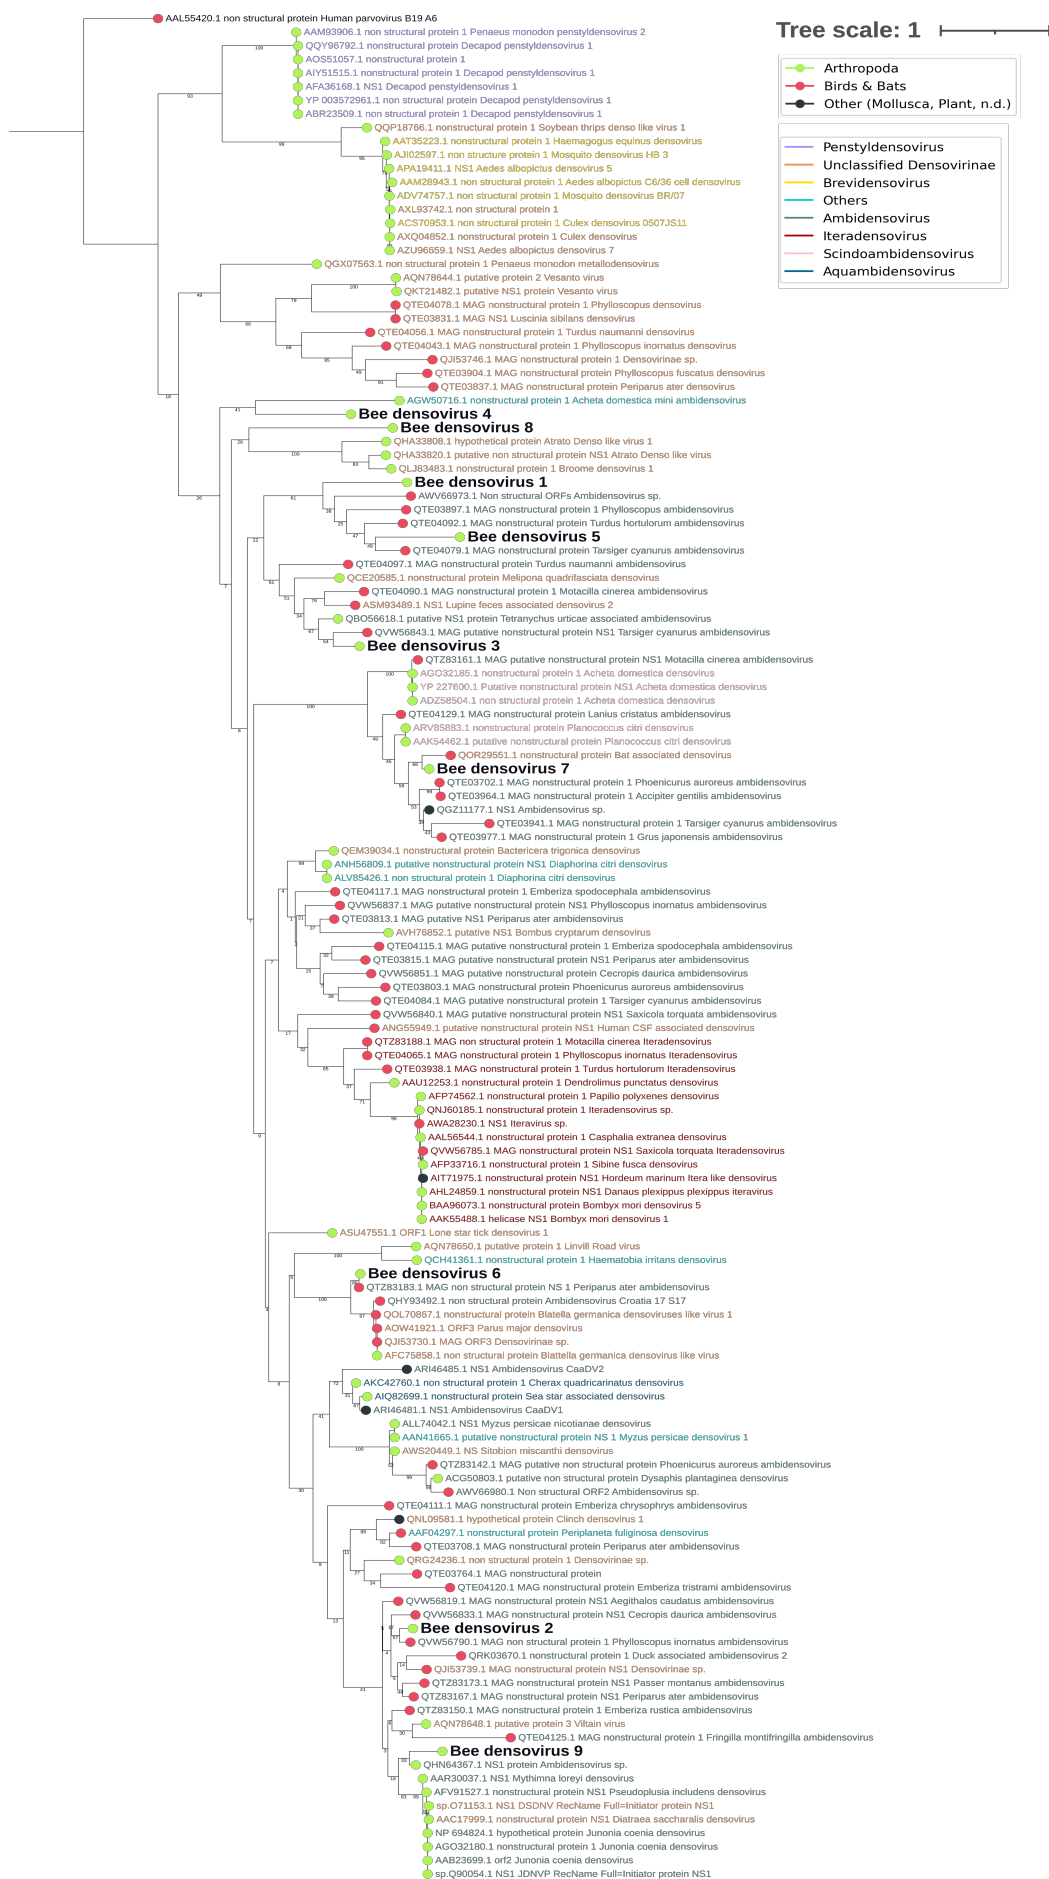 AAL55420.1 non structural protein Human parvovirus B19 A6
Tree scale: 1
Arthropoda
Birds & Bats
Other (Mollusca, Plant, n.d.)
Penstyldensovirus
Unclassified Densovirinae
Brevidensovirus
Others
Ambidensovirus
Iteradensovirus
Scindoambidensovirus
Aquambidensovirus
AAM93906.1 non structural protein 1 Penaeus monodon penstyldensovirus 2
QQY96792.1 nonstructural protein Decapod penstyldensovirus 1
AOS51057.1 nonstructural protein 1
AIY51515.1 nonstructural protein 1 Decapod penstyldensovirus 1
AFA36168.1 NS1 Decapod penstyldensovirus 1
YP 003572961.1 non structural protein Decapod penstyldensovirus 1
ABR23509.1 nonstructural protein 1 Decapod penstyldensovirus 1
QQP18766.1 nonstructural protein 1 Soybean thrips denso like virus 1
AAT35223.1 nonstructural protein 1 Haemagogus equinus densovirus
AJI02597.1 non structure protein 1 Mosquito densovirus HB 3
APA19411.1 NS1 Aedes albopictus densovirus 5
AAM28943.1 non structural protein 1 Aedes albopictus C6/36 cell densovirus
ADV74757.1 non structural protein 1 Mosquito densovirus BR/07
AXL93742.1 non structural protein 1
ACS70953.1 non structural protein 1 Culex densovirus 0507JS11
AXQ04852.1 nonstructural protein 1 Culex densovirus
AZU96659.1 NS1 Aedes albopictus densovirus 7
QGX07563.1 non structural protein 1 Penaeus monodon metallodensovirus
AQN78644.1 putative protein 2 Vesanto virus
QKT21482.1 putative NS1 protein Vesanto virus
QTE04078.1 MAG nonstructural protein 1 Phylloscopus densovirus
QTE03831.1 MAG NS1 Luscinia sibilans densovirus
QTE04056.1 MAG nonstructural protein 1 Turdus naumanni densovirus
QTE04043.1 MAG nonstructural protein 1 Phylloscopus inornatus densovirus
QJI53746.1 MAG nonstructural protein 1 Densovirinae sp.
QTE03904.1 MAG nonstructural protein Phylloscopus fuscatus densovirus
QTE03837.1 MAG nonstructural protein Periparus ater densovirus
AGW50716.1 nonstructural protein 1 Acheta domestica mini ambidensovirus
Bee densovirus 4
Bee densovirus 8
QHA33808.1 hypothetical protein Atrato Denso like virus 1
QHA33820.1 putative non structural protein NS1 Atrato Denso like virus
QLJ83483.1 nonstructural protein 1 Broome densovirus 1
Bee densovirus 1
AWV66973.1 Non structural ORFs Ambidensovirus sp.
QTE03897.1 MAG nonstructural protein 1 Phylloscopus ambidensovirus
QTE04092.1 MAG nonstructural protein Turdus hortulorum ambidensovirus
Bee densovirus 5
QTE04079.1 MAG nonstructural protein Tarsiger cyanurus ambidensovirus
QTE04097.1 MAG nonstructural protein Turdus naumanni ambidensovirus
QCE20585.1 nonstructural protein Melipona quadrifasciata densovirus
QTE04090.1 MAG nonstructural protein Motacilla cinerea ambidensovirus
ASM93489.1 NS1 Lupine feces associated densovirus 2
QBO56618.1 putative NS1 protein Tetranychus urticae associated ambidensovirus
QVW56843.1 MAG putative nonstructural protein NS1 Tarsiger cyanurus ambidensovirus
Bee densovirus 3
QTZ83161.1 MAG putative nonstructural protein NS1 Motacilla cinerea ambidensovirus
AGO32185.1 nonstructural protein 1 Acheta domestica densovirus
YP 227600.1 Putative nonstructural protein NS1 Acheta domestica densovirus
ADZ58504.1 non structural protein 1 Acheta domestica densovirus
QTE04129.1 MAG nonstructural protein Lanius cristatus ambidensovirus
ARV85883.1 nonstructural protein Planococcus citri densovirus
AAK54462.1 putative nonstructural protein Planococcus citri densovirus
QOR29551.1 nonstructural protein Bat associated densovirus
Bee densovirus 7
QTE03702.1 MAG nonstructural protein 1 Phoenicurus auroreus ambidensovirus
QTE03964.1 MAG nonstructural protein 1 Accipiter gentilis ambidensovirus
QGZ11177.1 NS1 Ambidensovirus sp.
QTE03941.1 MAG nonstructural protein 1 Tarsiger cyanurus ambidensovirus
QTE03977.1 MAG nonstructural protein 1 Grus japonensis ambidensovirus
QEM39034.1 nonstructural protein Bactericera trigonica densovirus
ANH56809.1 putative nonstructural protein NS1 Diaphorina citri densovirus
ALV85426.1 non structural protein 1 Diaphorina citri densovirus
QTE04117.1 MAG nonstructural protein 1 Emberiza spodocephala ambidensovirus
QVW56837.1 MAG putative nonstructural protein NS1 Phylloscopus inornatus ambidensovirus
QTE03813.1 MAG putative NS1 Periparus ater ambidensovirus
AVH76852.1 putative NS1 Bombus cryptarum densovirus
QTE04115.1 MAG putative nonstructural protein 1 Emberiza spodocephala ambidensovirus
QTE03815.1 MAG putative nonstructural protein NS1 Periparus ater ambidensovirus
QVW56851.1 MAG putative nonstructural protein Cecropis daurica ambidensovirus
QTE03803.1 MAG nonstructural protein Phoenicurus auroreus ambidensovirus
QTE04084.1 MAG putative nonstructural protein 1 Tarsiger cyanurus ambidensovirus
QVW56840.1 MAG putative nonstructural protein NS1 Saxicola torquata ambidensovirus
ANG55949.1 putative nonstructural protein NS1 Human CSF associated densovirus
QTZ83188.1 MAG non structural protein 1 Motacilla cinerea Iteradensovirus
QTE04065.1 MAG nonstructural protein 1 Phylloscopus inornatus Iteradensovirus
QTE03938.1 MAG nonstructural protein 1 Turdus hortulorum Iteradensovirus
AAU12253.1 nonstructural protein 1 Dendrolimus punctatus densovirus
AFP74562.1 nonstructural protein 1 Papilio polyxenes densovirus
QNJ60185.1 nonstructural protein 1 Iteradensovirus sp.
AWA28230.1 NS1 Iteravirus sp.
AAL56544.1 nonstructural protein 1 Casphalia extranea densovirus
QVW56785.1 MAG nonstructural protein NS1 Saxicola torquata Iteradensovirus
AFP33716.1 nonstructural protein 1 Sibine fusca densovirus
AIT71975.1 nonstructural protein NS1 Hordeum marinum Itera like densovirus
AHL24859.1 nonstructural protein NS1 Danaus plexippus plexippus iteravirus
BAA96073.1 nonstructural protein Bombyx mori densovirus 5
AAK55488.1 helicase NS1 Bombyx mori densovirus 1
ASU47551.1 ORF1 Lone star tick densovirus 1
AQN78650.1 putative protein 1 Linvill Road virus
QCH41361.1 nonstructural protein 1 Haematobia irritans densovirus
Bee densovirus 6
QTZ83183.1 MAG non structural protein NS 1 Periparus ater ambidensovirus
QHY93492.1 non structural protein Ambidensovirus Croatia 17 S17
QOL70867.1 nonstructural protein Blatella germanica densoviruses like virus 1
AOW41921.1 ORF3 Parus major densovirus
QJI53730.1 MAG ORF3 Densovirinae sp.
AFC75858.1 non structural protein Blattella germanica densovirus like virus
ARI46485.1 NS1 Ambidensovirus CaaDV2
AKC42760.1 non structural protein 1 Cherax quadricarinatus densovirus
AIQ82699.1 nonstructural protein Sea star associated densovirus
ARI46481.1 NS1 Ambidensovirus CaaDV1
ALL74042.1 NS1 Myzus persicae nicotianae densovirus
AAN41665.1 putative nonstructural protein NS 1 Myzus persicae densovirus 1
AWS20449.1 NS Sitobion miscanthi densovirus
QTZ83142.1 MAG putative non structural protein Phoenicurus auroreus ambidensovirus
ACG50803.1 putative non structural protein Dysaphis plantaginea densovirus
AWV66980.1 Non structural ORF2 Ambidensovirus sp.
QTE04111.1 MAG nonstructural protein Emberiza chrysophrys ambidensovirus
QNL09581.1 hypothetical protein Clinch densovirus 1
AAF04297.1 nonstructural protein Periplaneta fuliginosa densovirus
QTE03708.1 MAG nonstructural protein Periparus ater ambidensovirus
QRG24236.1 non structural protein 1 Densovirinae sp.
QTE03764.1 MAG nonstructural protein
QTE04120.1 MAG nonstructural protein Emberiza tristrami ambidensovirus
QVW56819.1 MAG nonstructural protein NS1 Aegithalos caudatus ambidensovirus
QVW56833.1 MAG nonstructural protein NS1 Cecropis daurica ambidensovirus
Bee densovirus 2
QVW56790.1 MAG non structural protein 1 Phylloscopus inornatus ambidensovirus
QRK03670.1 nonstructural protein 1 Duck associated ambidensovirus 2
QJI53739.1 MAG nonstructural protein NS1 Densovirinae sp.
QTZ83173.1 MAG nonstructural protein NS1 Passer montanus ambidensovirus
QTZ83167.1 MAG nonstructural protein NS1 Periparus ater ambidensovirus
QTZ83150.1 MAG nonstructural protein 1 Emberiza rustica ambidensovirus
AQN78648.1 putative protein 3 Viltain virus
QTE04125.1 MAG nonstructural protein 1 Fringilla montifringilla ambidensovirus
Bee densovirus 9
QHN64367.1 NS1 protein Ambidensovirus sp.
AAR30037.1 NS1 Mythimna loreyi densovirus
AFV91527.1 nonstructural protein NS1 Pseudoplusia includens densovirus
sp.O71153.1 NS1 DSDNV RecName Full=Initiator protein NS1
AAC17999.1 nonstructural protein NS1 Diatraea saccharalis densovirus
NP 694824.1 hypothetical protein Junonia coenia densovirus
AGO32180.1 nonstructural protein 1 Junonia coenia densovirus
AAB23699.1 orf2 Junonia coenia densovirus
sp.Q90054.1 NS1 JDNVP RecName Full=Initiator protein NS1